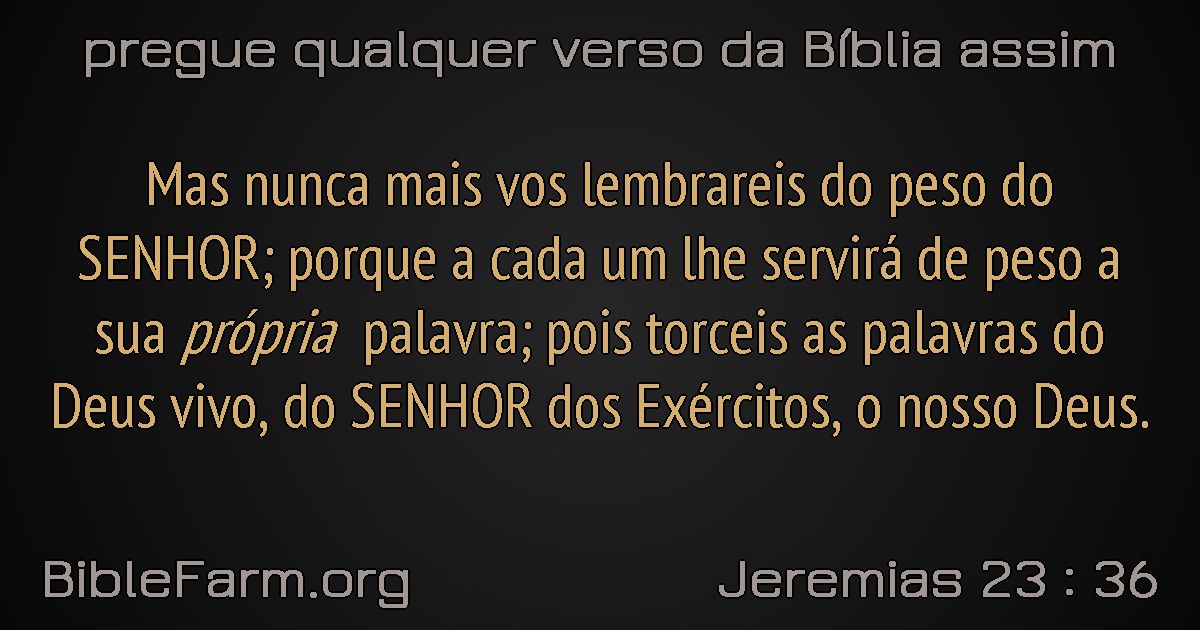 pregue qualquer verso da Bíblia assim
Mas nunca mais vos lembrareis do peso do
SENHOR; porque a cada um lhe servirá de peso a
sua própria palavra; pois torceis as palavras do
Deus vivo, do SENHOR dos Exércitos, o nosso Deus.
BibleFarm.org
Jeremias 23 : 36